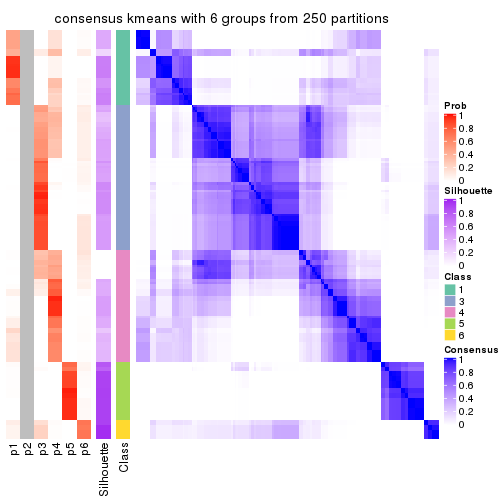 consensus kmeans with 6 groups from 250 partitions
Prob
1
0.8
0.6
0.4
0.2
0
Silhouette
1
0.8
0.6
0.4
0.2
0
Class
1
3
4
5
6
Consensus
1
0.8
0.6
0.4
0.2
0
p1
p2
p3
p4
p5
p6
Silhouette
Class